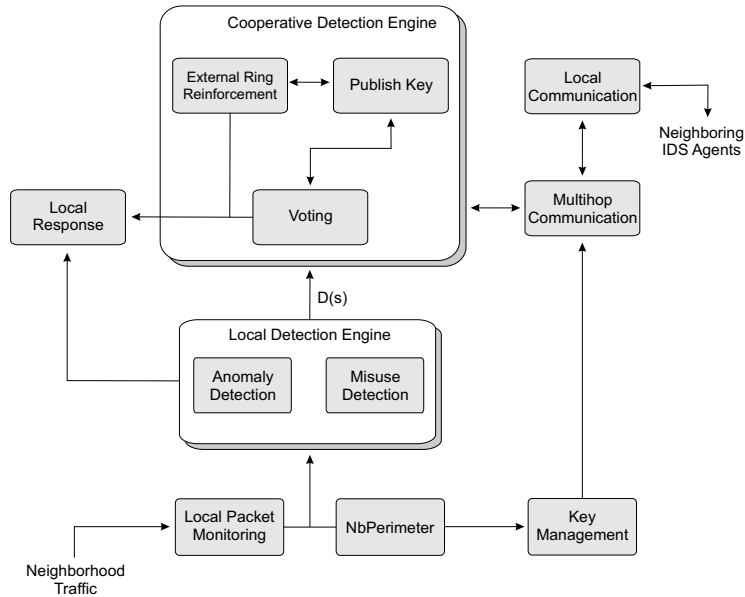 Cooperative Detection Engine
External Ring
Reinforcement
Publish Key
Voting
Local
Communication
Neighboring
IDS Agents
Multihop
Communication
Local
Response
D(s)
Local Detection Engine
Anomaly
Detection
Misuse
Detection
Local Packet
Monitoring
NbPerimeter
Key
Management
Neighborhood
Traffic